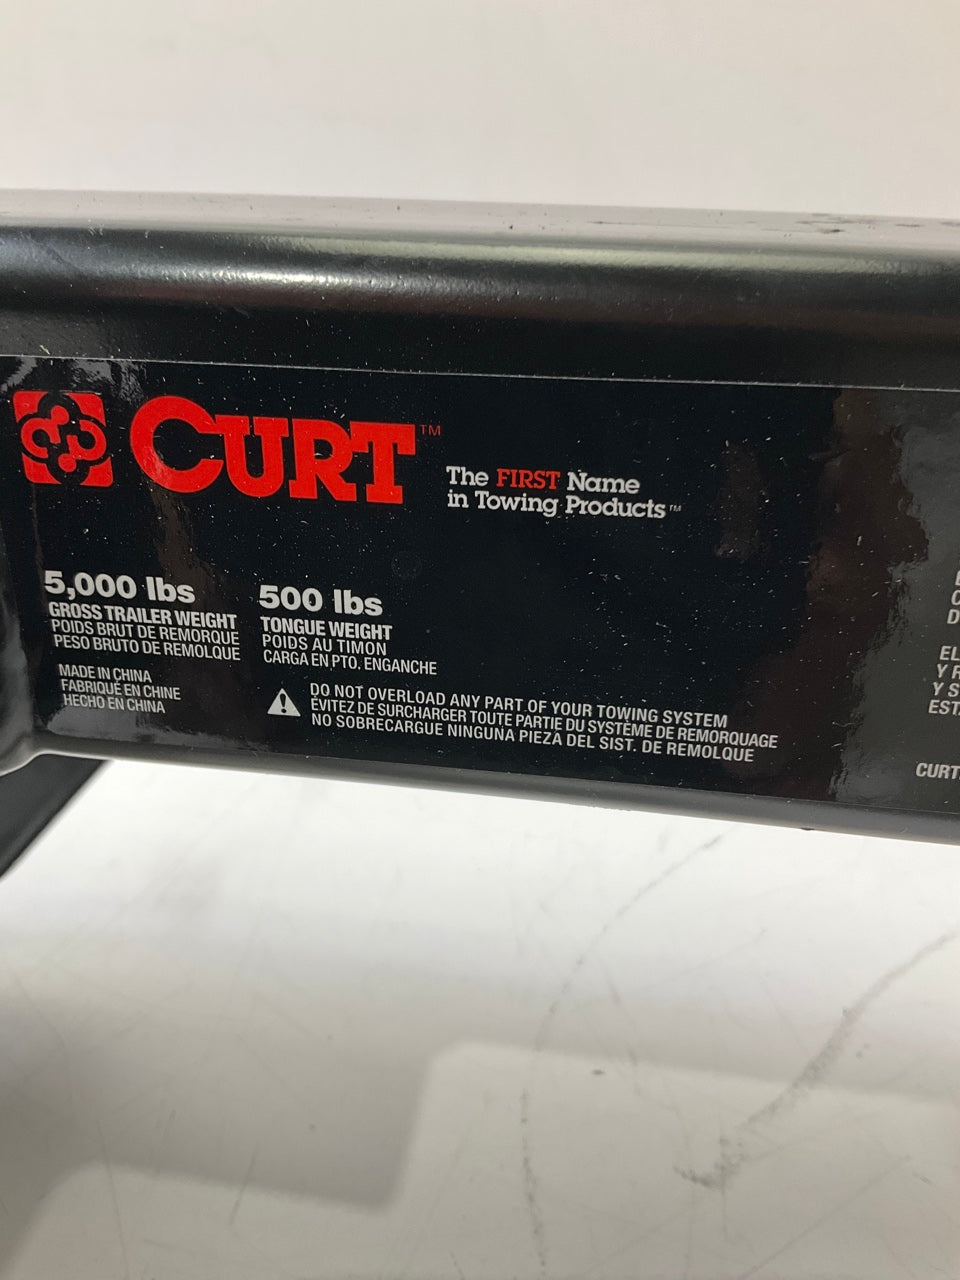 CURT™
The FIRST Name
in Towing Products™
5,000 lbs
GROSS TRAILER WEIGHT
POIDS BRUT DE REMORQUE
PESO BRUTO DE REMOLQUE
500 lbs
TONGUE WEIGHT
POIDS AU TIMON
CARGA EN PTO. ENGANCHE
MADE IN CHINA
FABRIQUÉ EN CHINE
HECHO EN CHINA
DO NOT OVERLOAD ANY PART OF YOUR TOWING SYSTEM
ÉVITEZ DE SURCHARGER TOUTE PARTIE DU SYSTÈME DE REMORQUAGE
NO SOBRECARGUE NINGUNA PIEZA DEL SIST. DE REMOLQUE
EL
Y
Y S
EST
CURT